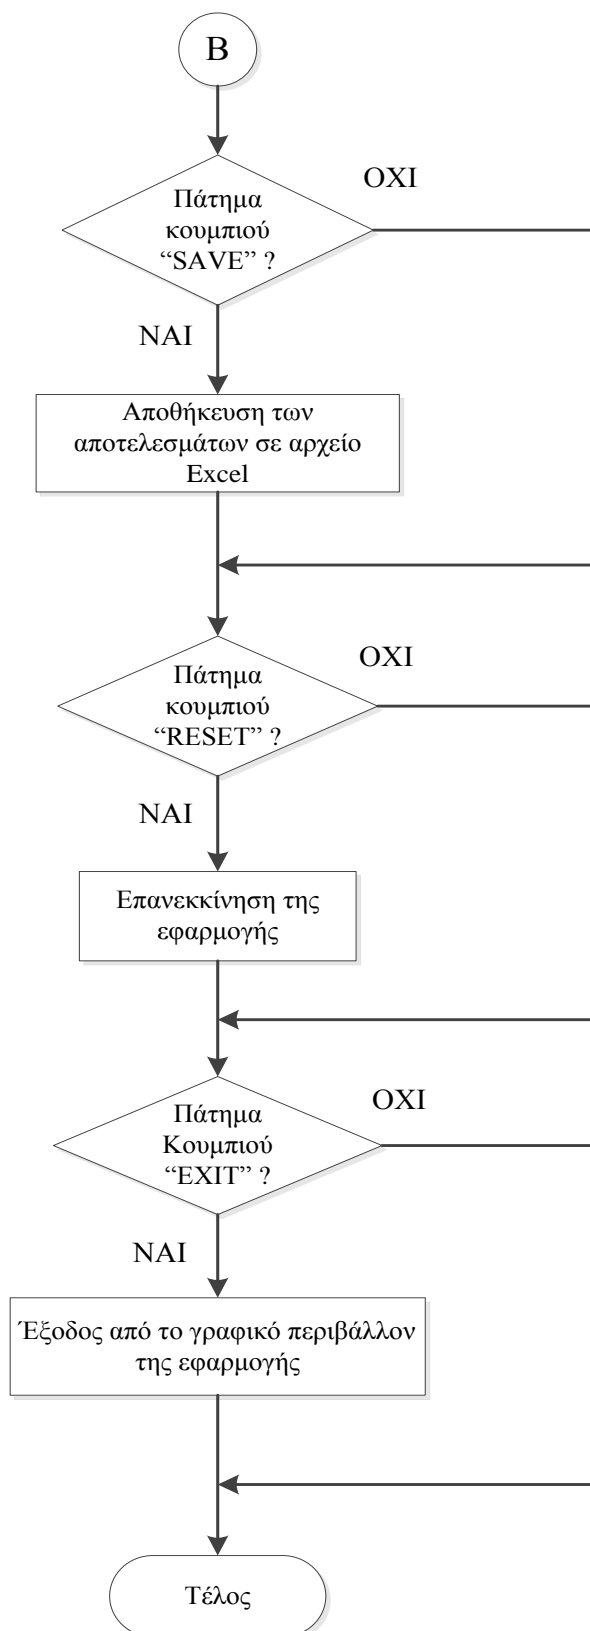 Β
ΟΧΙ
Πάτημα
κουμπιού
“SAVE” ?
ΝΑΙ
Αποθήκευση των
αποτελεσμάτων σε αρχείο
Excel
ΟΧΙ
Πάτημα
κουμπιού
“RESET” ?
ΝΑΙ
Επανεκκίνηση της
εφαρμογής
ΟΧΙ
Πάτημα
Κουμπιού
“EXIT” ?
ΝΑΙ
Έξοδος από το γραφικό περιβάλλον
της εφαρμογής
Τέλος